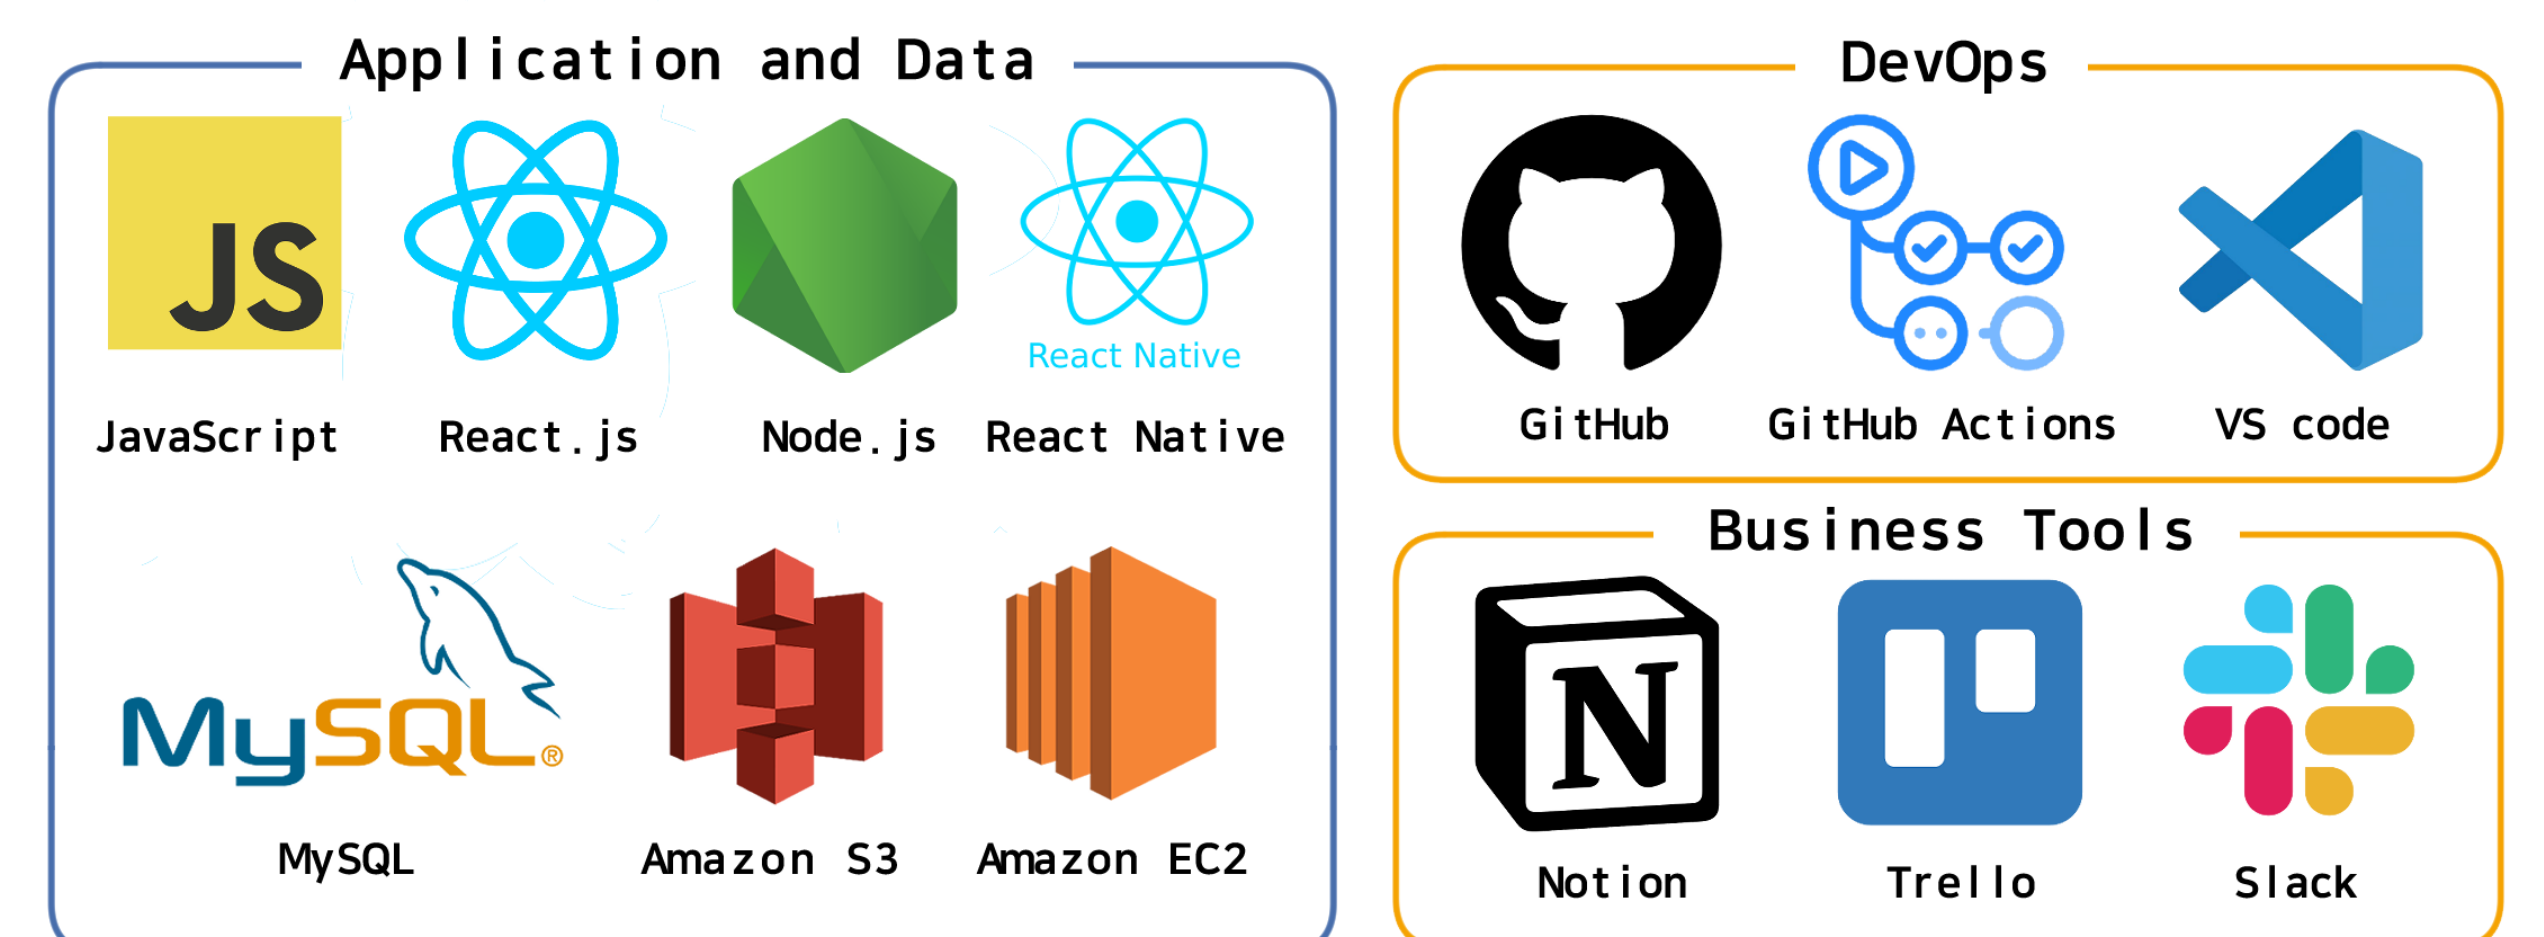 Application and Data
JS
React Native
JavaScript
React.js
Node.js
React Native
MySQL®
MySQL
Amazon S3
Amazon EC2
DevOps
GitHub
GitHub Actions
VS code
Business Tools
N
Notion
Trello
Slack